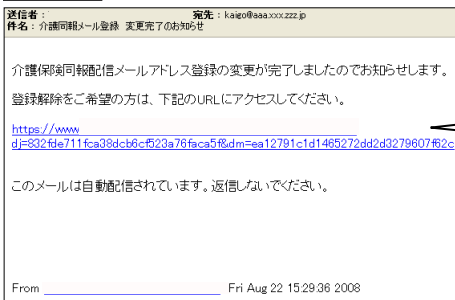 送信者： 宛先：kaigo@aaa.xxx.zzz.jp
件名：介護同報メール登録 変更完了のお知らせ
介護保険同報配信メールアドレス登録の変更が完了しましたのでお知らせします。
登録解除をご希望の方は、下記のURLにアクセスしてください。
https://www
dj=832fde711fca38dcb6cf523a76faca5f&dm=ea12791c1d1465272dd2d3279607f62c
このメールは自動配信されています。返信しないでください。
From Fri Aug 22 15:29:36 2008